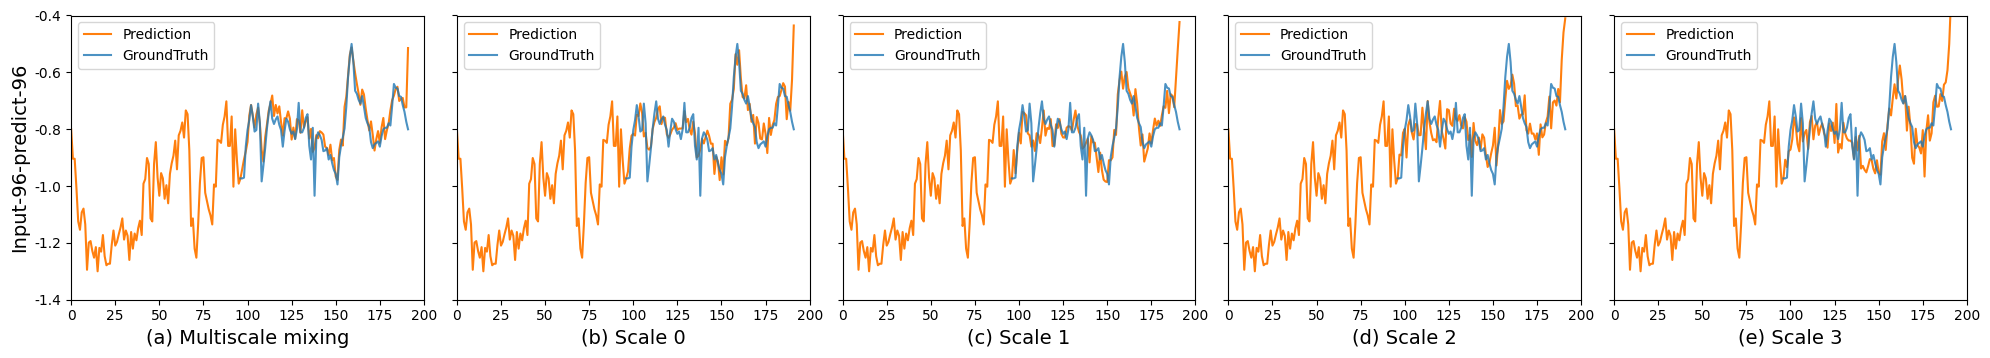 Input-96-predict-96
-0.4
-0.6
-0.8
-1.0
-1.2
-1.4
Prediction
GroundTruth
0 25 50 75 100 125 150 175 200
(a) Multiscale mixing
Prediction
GroundTruth
0 25 50 75 100 125 150 175 200
(b) Scale 0
Prediction
GroundTruth
0 25 50 75 100 125 150 175 200
(c) Scale 1
Prediction
GroundTruth
0 25 50 75 100 125 150 175 200
(d) Scale 2
Prediction
GroundTruth
0 25 50 75 100 125 150 175 200
(e) Scale 3